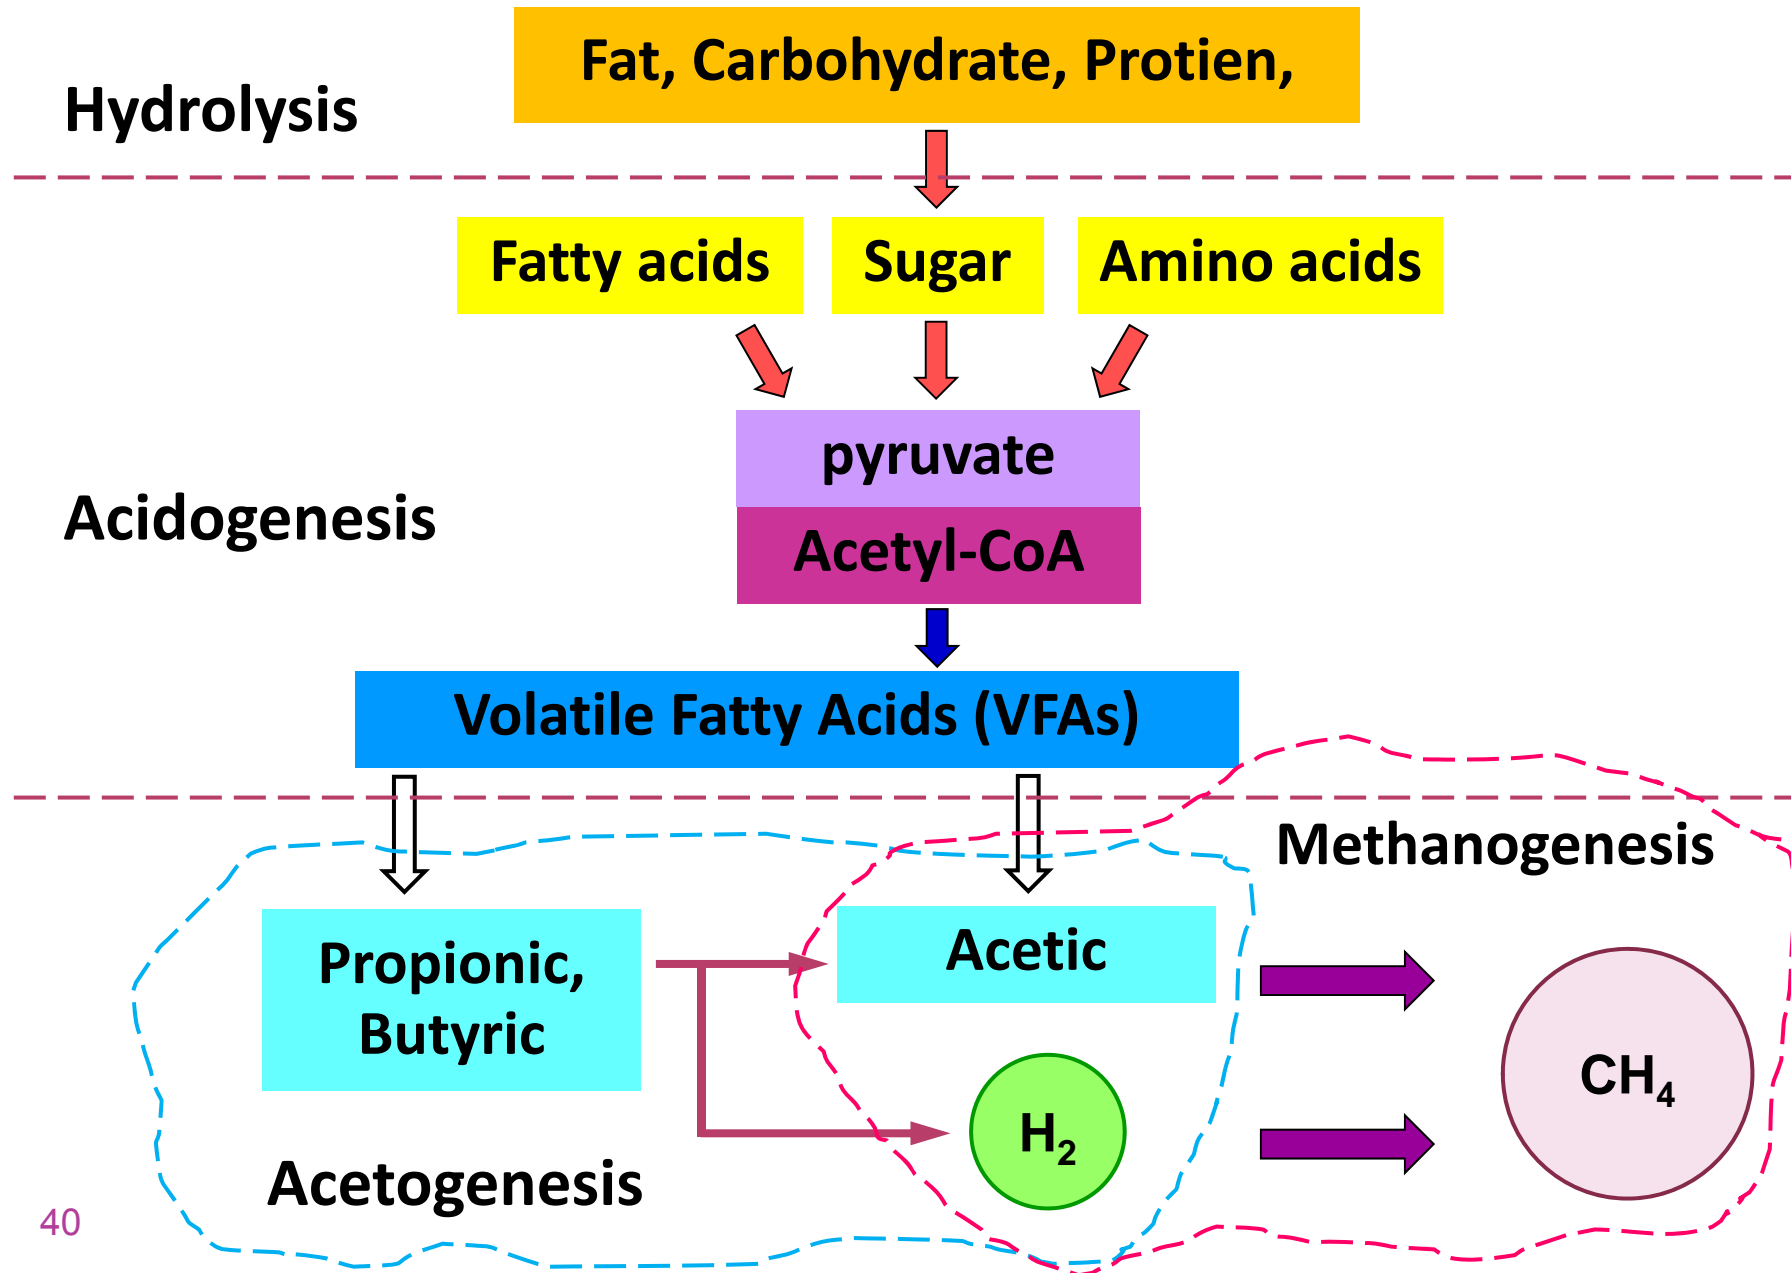 Fat, Carbohydrate, Protien,
Hydrolysis
Fatty acids
Sugar
Amino acids
pyruvate
Acidogenesis
Acetyl-CoA
Volatile Fatty Acids (VFAs)
Methanogenesis
Propionic,
Butyric
Acetic
CH₄
H₂
Acetogenesis
40